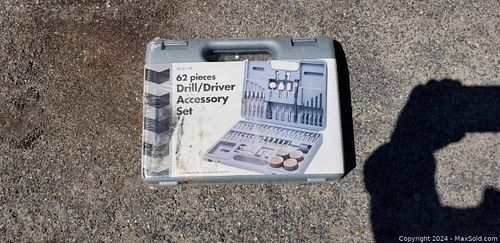 62 pieces
Drill/Driver
Accessory
Set
Copyright 2024 - MaxSold.com